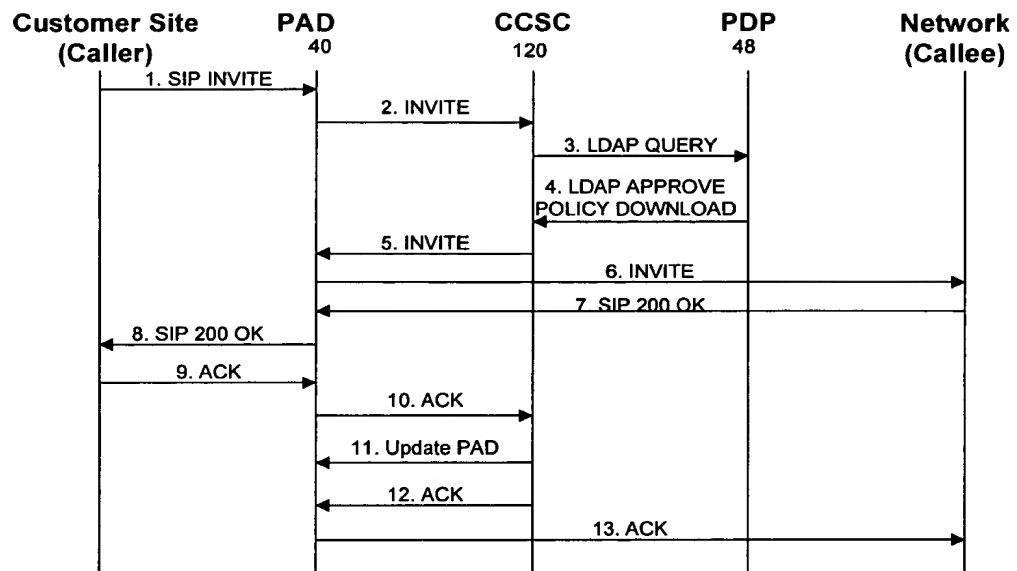 Customer Site
(Caller)
PAD
40
CCSC
120
PDP
48
Network
(Callee)
1. SIP INVITE
2. INVITE
3. LDAP QUERY
4. LDAP APPROVE
POLICY DOWNLOAD
5. INVITE
6. INVITE
7. SIP 200 OK
8. SIP 200 OK
9. ACK
10. ACK
11. Update PAD
12. ACK
13. ACK